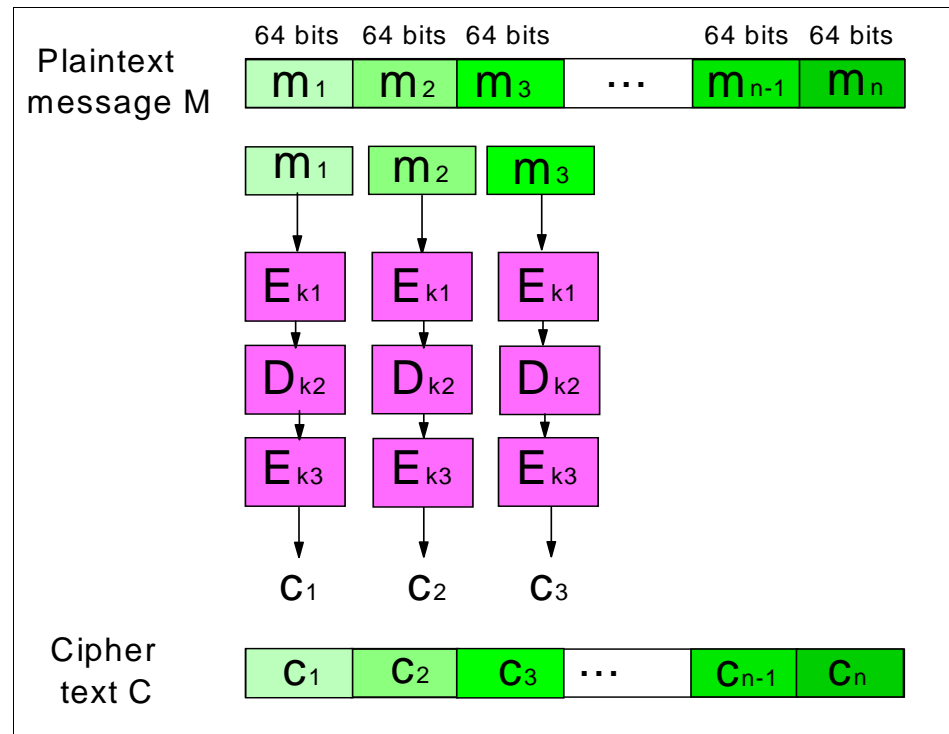 64 bits 64 bits 64 bits 64 bits 64 bits
Plaintext
message M
m1 m2 m3 ... mn-1 mn
m1 m2 m3
Ek1 Ek1 Ek1
Dk2 Dk2 Dk2
Ek3 Ek3 Ek3
c1 c2 c3
Cipher
text C
c1 c2 c3 ... cn-1 cn